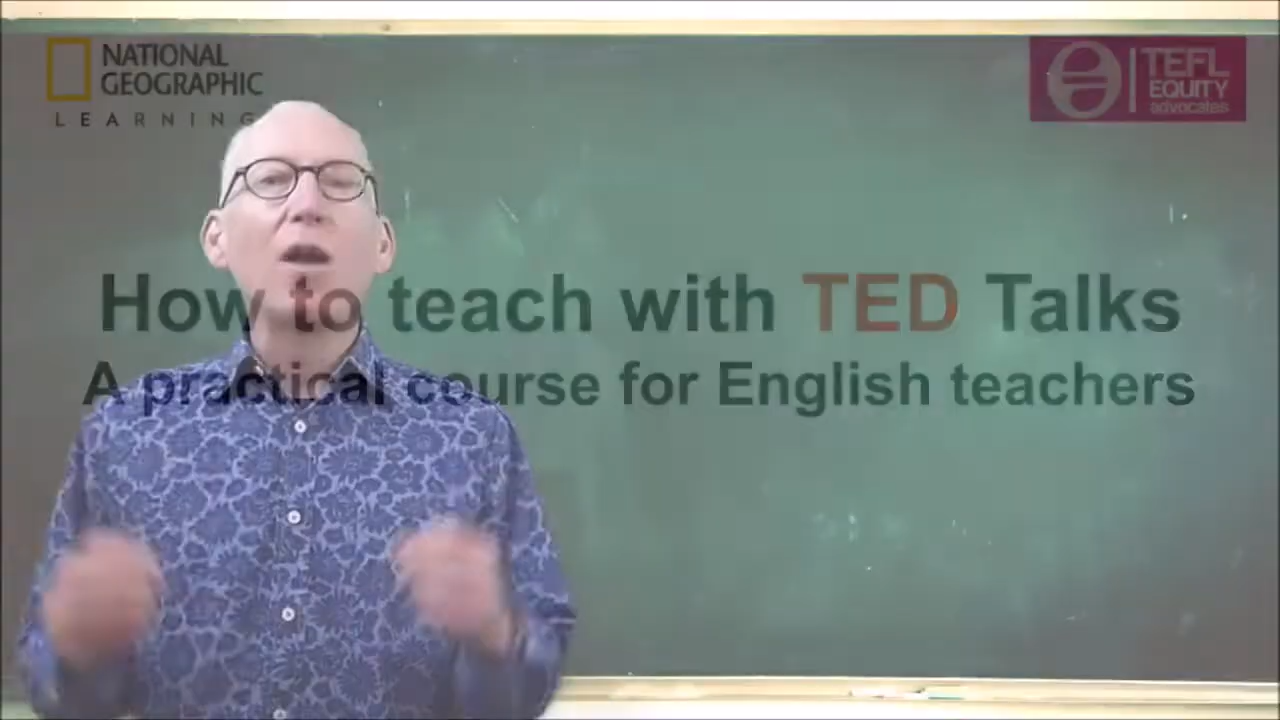 NATIONAL
GEOGRAPHIC
LEARNING
TEFL
EQUITY
advocates
How to teach with TED Talks
A practical course for English teachers